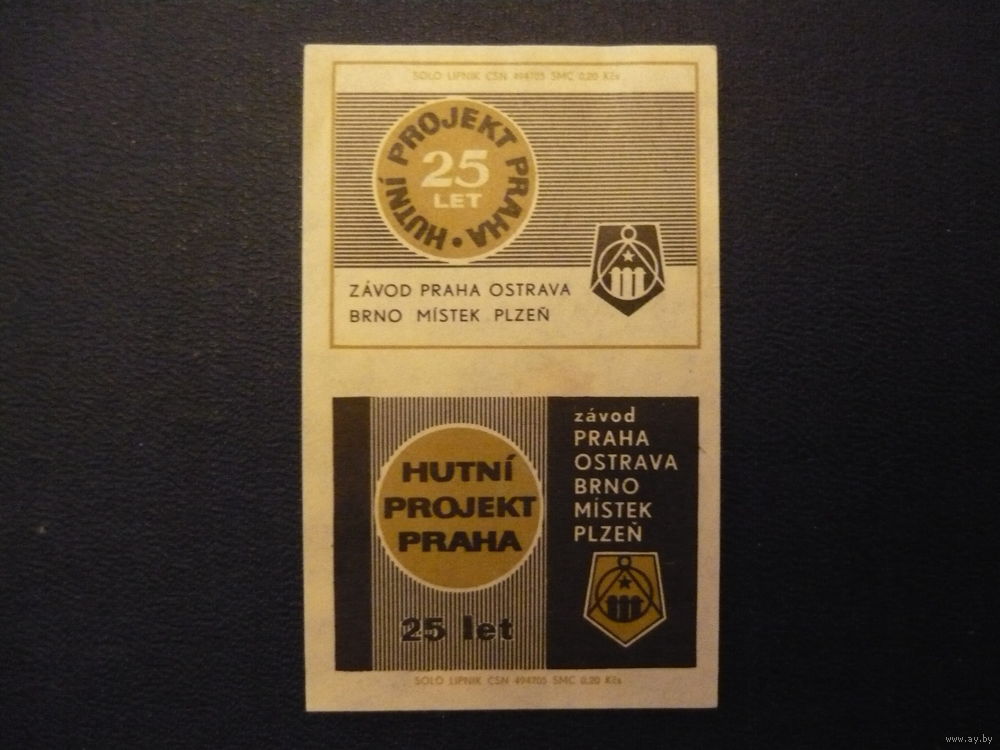 SOLO LIPNÍK ČSN 494705 SMC 0,20 Kčs
HUTNÍ PROJEKT PRAHA •
25
LET
ZÁVOD PRAHA OSTRAVA
BRNO MÍSTEK PLZEŇ
závod
PRAHA
OSTRAVA
BRNO
MÍSTEK
PLZEŇ
HUTNÍ
PROJEKT
PRAHA
25 let
SOLO LIPNÍK ČSN 494705 SMC 0,20 Kčs
www.ay.by